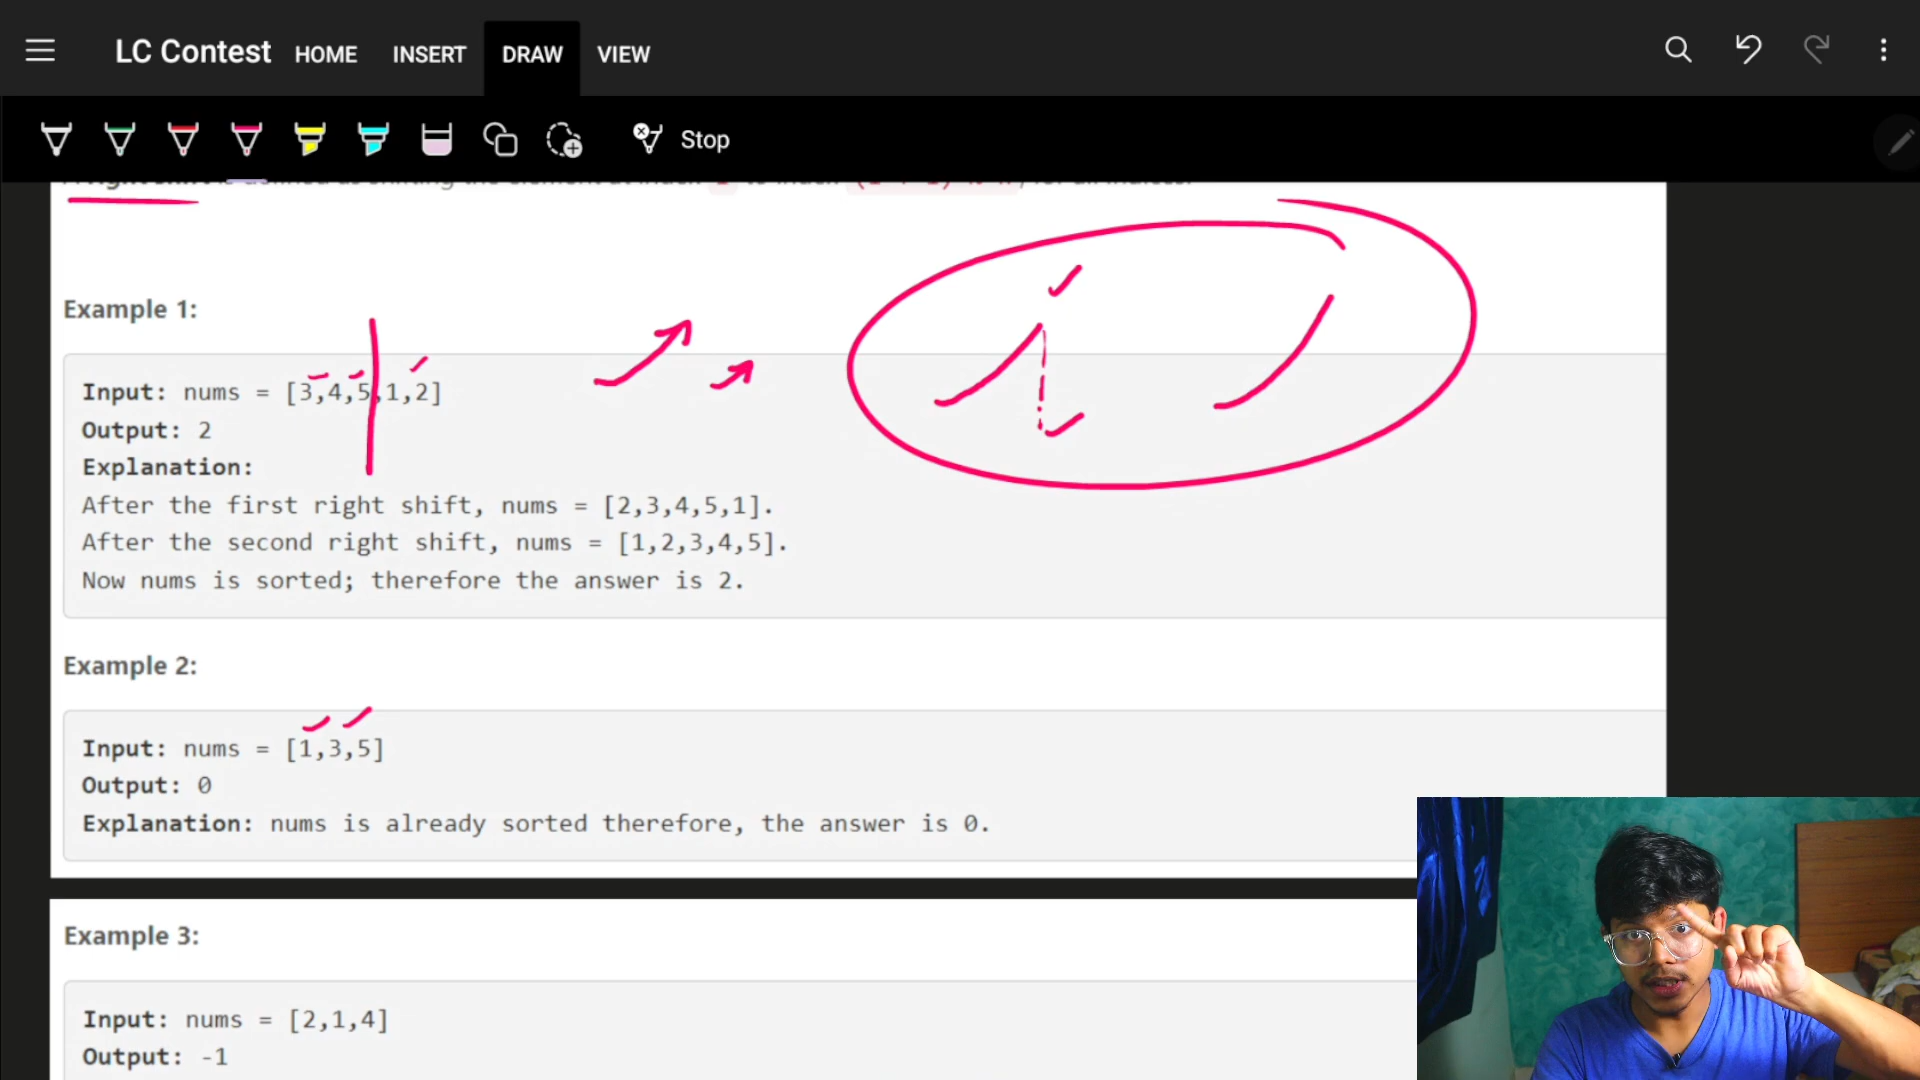 LC Contest HOME INSERT DRAW VIEW
Stop
Example 1:
Input: nums = [3,4,5,1,2]
Output: 2
Explanation:
After the first right shift, nums = [2,3,4,5,1].
After the second right shift, nums = [1,2,3,4,5].
Now nums is sorted; therefore the answer is 2.
Example 2:
Input: nums = [1,3,5]
Output: 0
Explanation: nums is already sorted therefore, the answer is 0.
Example 3:
Input: nums = [2,1,4]
Output: -1